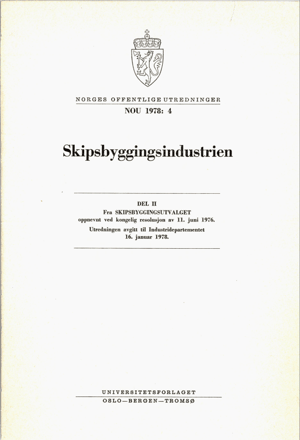 NORGES OFFENTLIGE UTREDNINGER
NOU 1978: 4
Skipsbyggingsindustrien
DEL II
Fra SKIPSBYGGINGSUTVALGET
oppnevnt ved kongelig resolusjon av 11. juni 1976.
Utredningen avgitt til Industridepartementet
16. januar 1978.
UNIVERSITETSFORLAGET
OSLO—BERGEN—TROMSØ